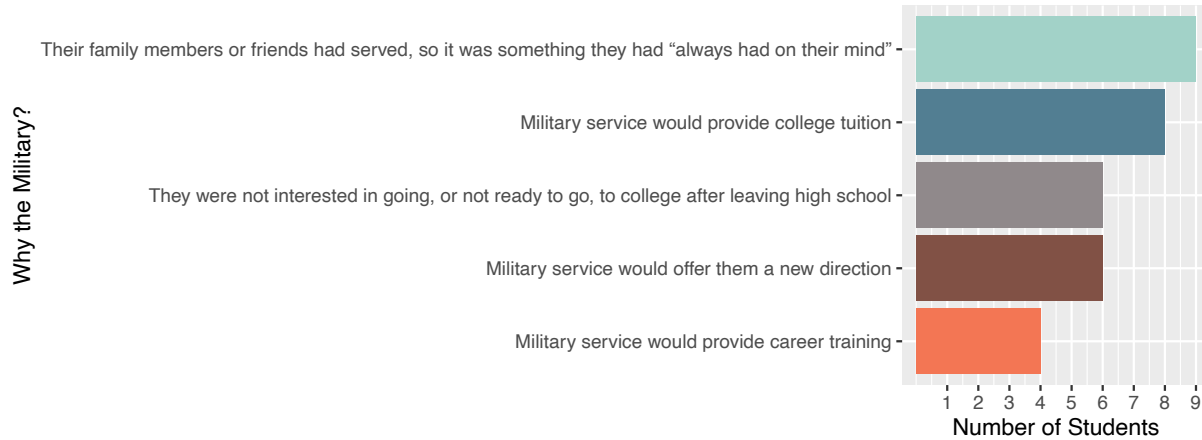 Why the Military?
Their family members or friends had served, so it was something they had “always had on their mind”
Military service would provide college tuition
They were not interested in going, or not ready to go, to college after leaving high school
Military service would offer them a new direction
Military service would provide career training
1 2 3 4 5 6 7 8 9
Number of Students